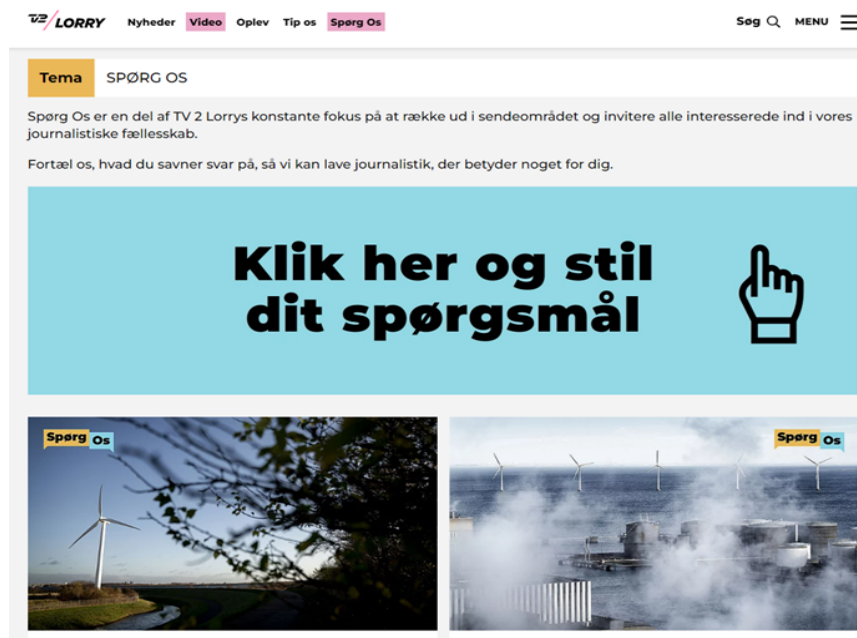 TV2/LORRY Nyheder Video Oplev Tip os Spørg Os Søg MENU
Tema SPØRG OS
Spørg Os er en del af TV 2 Lorrys konstante fokus på at række ud i sendeområdet og invitere alle interesserede ind i vores
journalistiske fællesskab.
Fortæl os, hvad du savner svar på, så vi kan lave journalistik, der betyder noget for dig.
Klik her og stil
dit spørgsmål
Spørg Os
Spørg Os